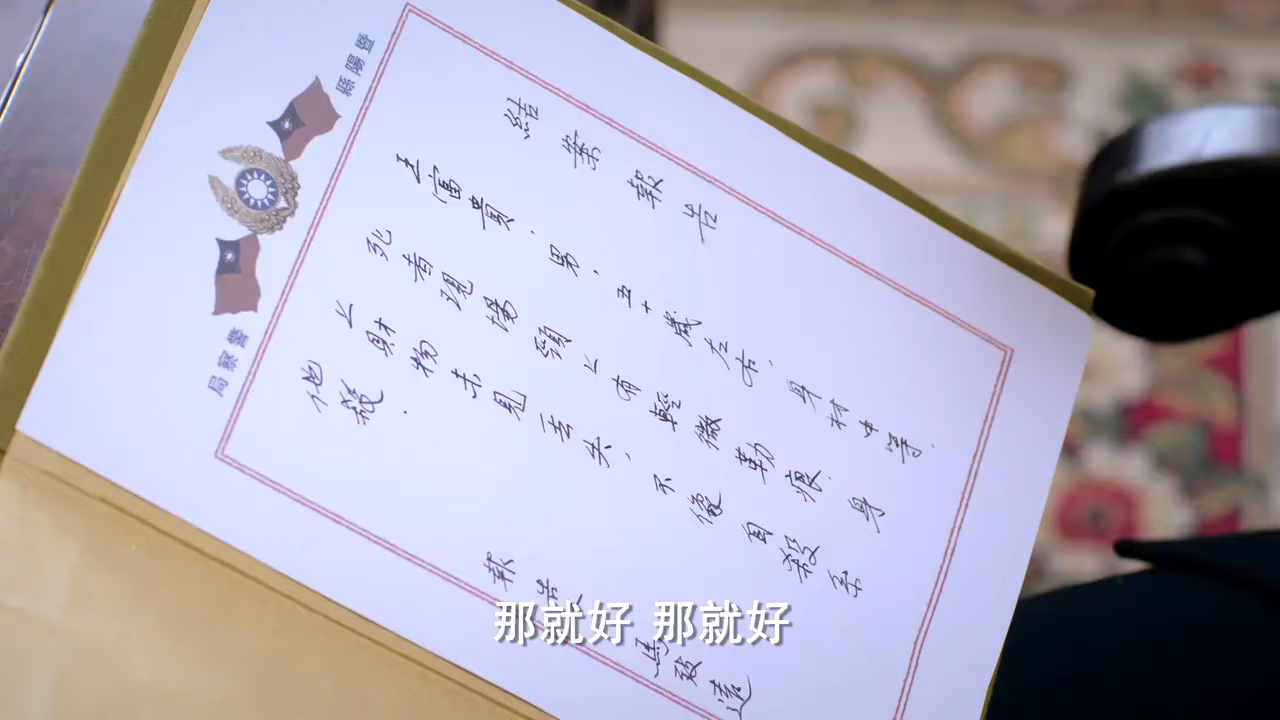 暨陽縣警察局
結案報告
王富貴.男,五十歲左右.身材中等.
死者現場頸上有輕微勒痕.身
上財物未見丟失,不像自殺系
他殺.
報告 馬致遠
那就好 那就好